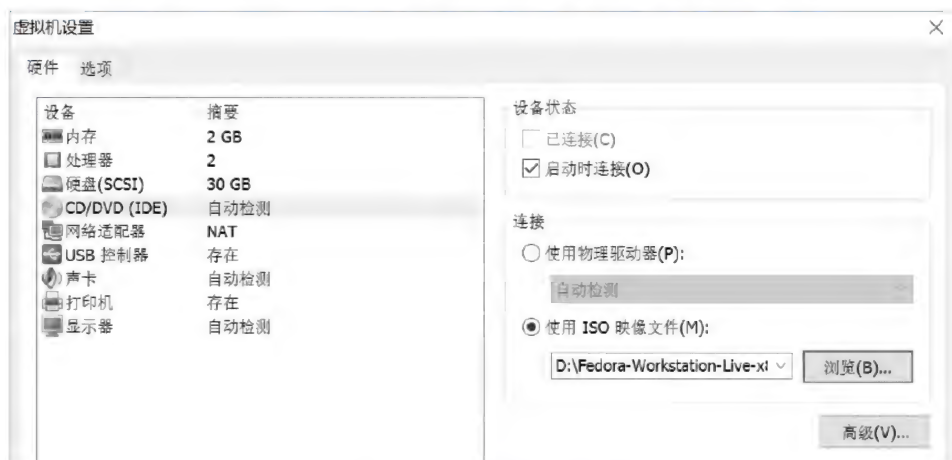 虚拟机设置
硬件 选项
设备 摘要
内存 2 GB
处理器 2
硬盘(SCSI) 30 GB
CD/DVD (IDE) 自动检测
网络适配器 NAT
USB 控制器 存在
声卡 自动检测
打印机 存在
显示器 自动检测
设备状态
已连接(C)
启动时连接(O)
连接
使用物理驱动器(P):
自动检测
使用 ISO 映像文件(M):
D:\Fedora-Workstation-Live-x8 浏览(B)...
高级(V)...